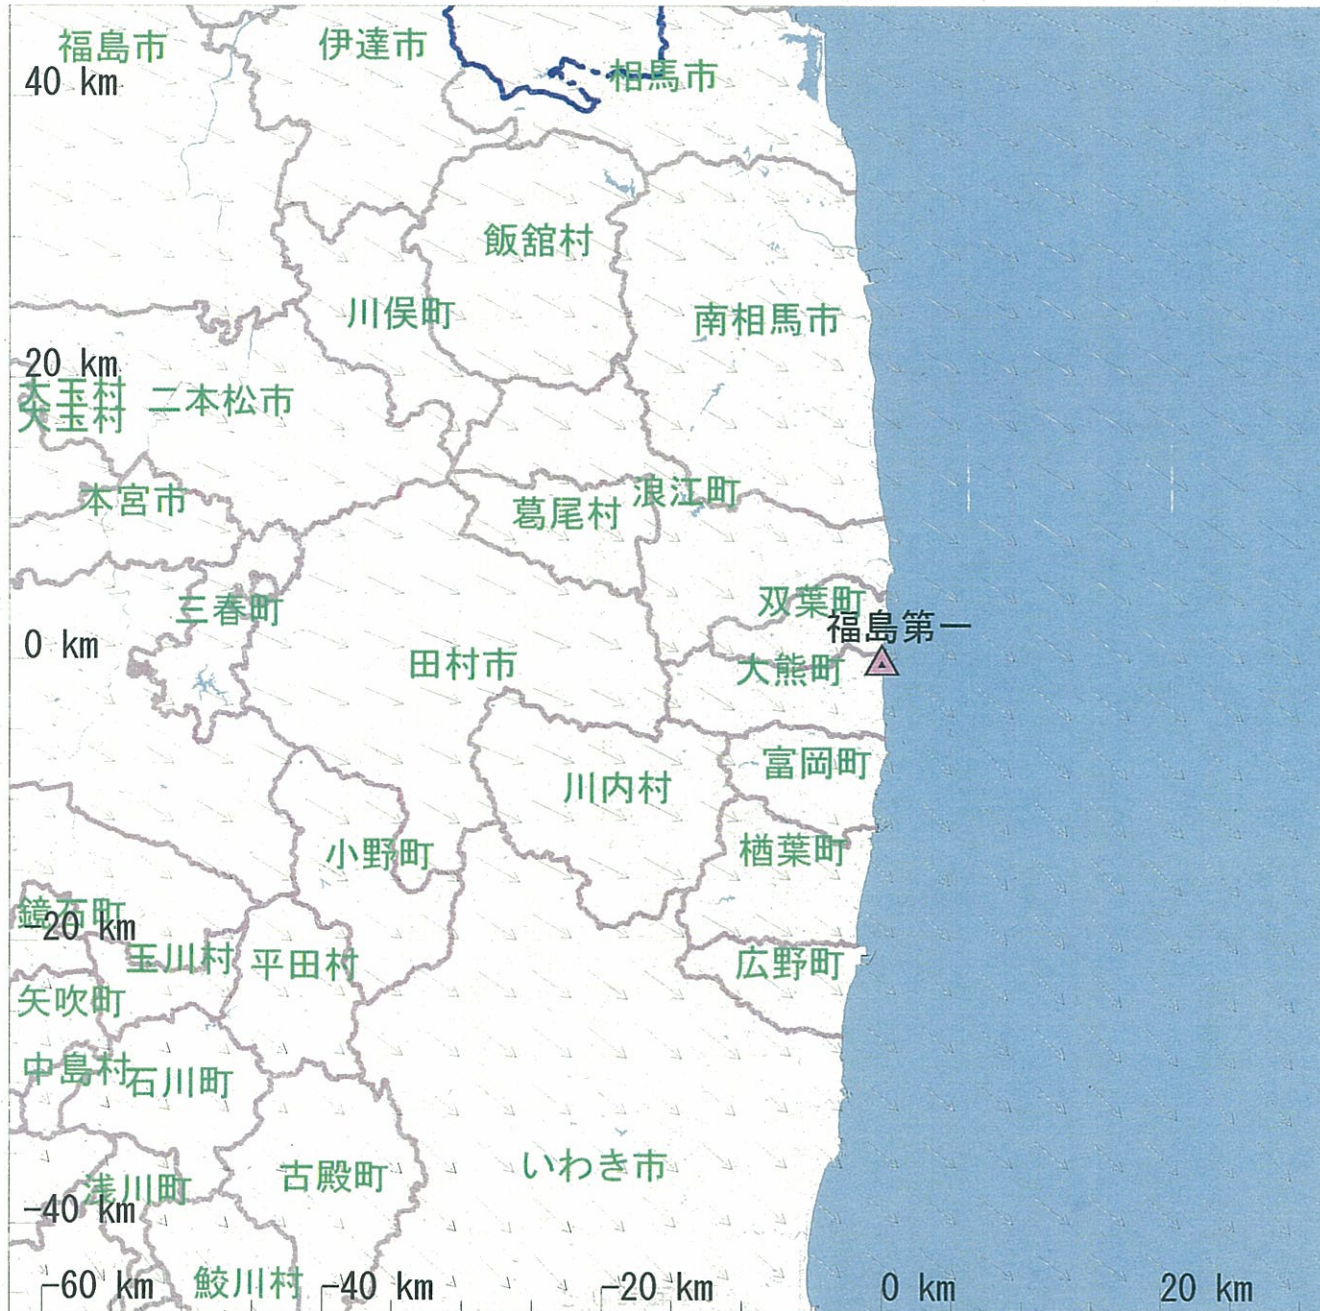 福島市
伊達市
相馬市
40 km
飯舘村
川俣町
南相馬市
20 km
大玉村
大玉村
二本松市
本宮市
葛尾村
浪江町
三春町
双葉町
福島第一
0 km
田村市
大熊町
川内村
富岡町
小野町
楢葉町
鏡石町
-20 km
玉川村
平田村
広野町
矢吹町
中島村
石川町
いわき市
古殿町
浅川町
-40 km
鮫川村
-60 km
-40 km
-20 km
0 km
20 km